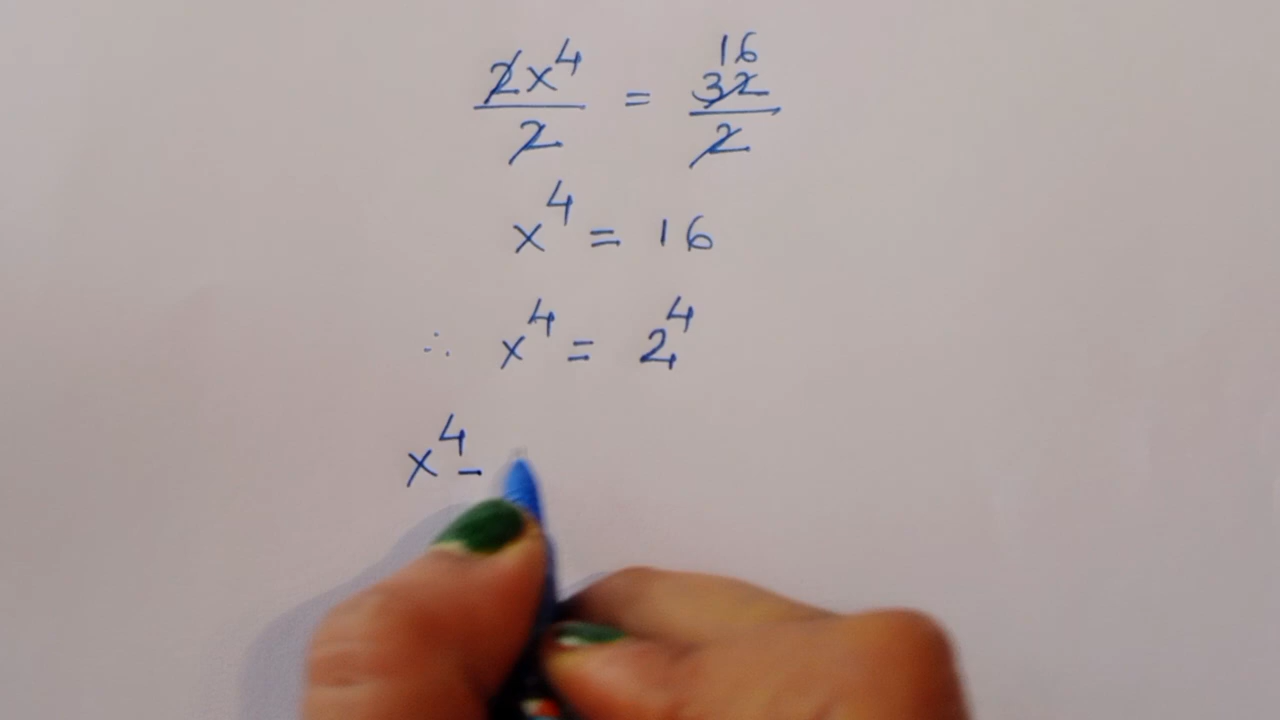 16
2x⁴/2 = 32/2
x⁴ = 16
∴ x⁴ = 2⁴
x⁴ -